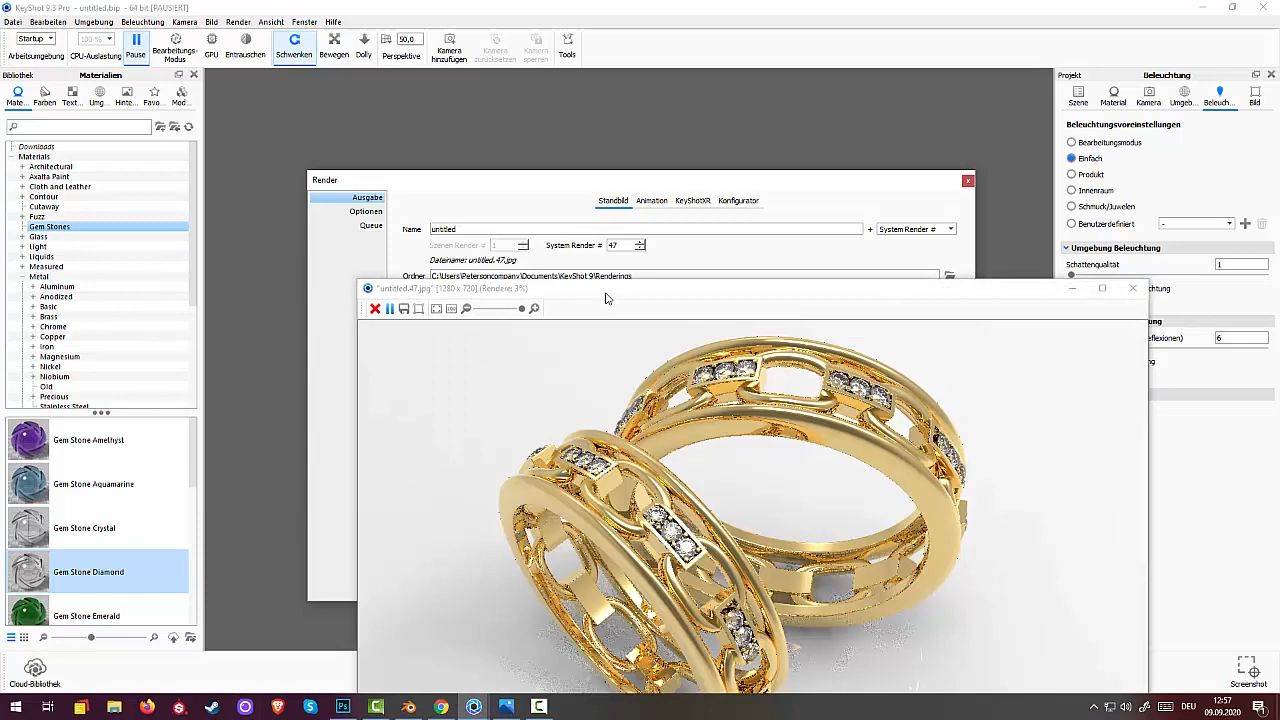 KeyShot 9.3 Pro - untitled.bip - 64 bit [PAUSIERT]
Datei Bearbeiten Umgebung Beleuchtung Kamera Bild Render Ansicht Fenster Hilfe
Startup
Arbeitsumgebung
100 %
CPU-Auslastung
Pause
Bearbeitungs-Modus
GPU
Entrauschen
Schwenken
Bewegen
Dolly
50,0
Perspektive
Kamera hinzufügen
Kamera zurücksetzen
Kamera sperren
Tools
Bibliothek
Materialien
Mate... Farben Text... Umg... Hinte... Favo... Mod...
Downloads
Materials
Architectural
Axalta Paint
Cloth and Leather
Contour
Cutaway
Fuzz
Gem Stones
Glass
Light
Liquids
Measured
Metal
Aluminum
Anodized
Basic
Brass
Chrome
Copper
Iron
Magnesium
Nickel
Niobium
Old
Precious
Stainless Steel
Gem Stone Amethyst
Gem Stone Aquamarine
Gem Stone Crystal
Gem Stone Diamond
Gem Stone Emerald
Cloud-Bibliothek
Render
Ausgabe
Optionen
Queue
Standbild Animation KeyShotXR Konfigurator
Name untitled + System Render #
Szenen Render # 1 System Render # 47
Dateiname: untitled.47.jpg
Ordner C:\Users\Petersoncompany\Documents\KeyShot 9\Renderings
"untitled.47.jpg" [1280 x 720] (Rendere: 3%)
100
Projekt
Beleuchtung
Szene Material Kamera Umgeb... Beleuch... Bild
Beleuchtungsvoreinstellungen
Bearbeitungsmodus
Einfach
Produkt
Innenraum
Schmuck/Juwelen
Benutzerdefiniert -
Umgebung Beleuchtung
Schattenqualität 1
chtung
ung
eflexionen) 6
g
Screenshot
DEU
12:57
09.09.2020